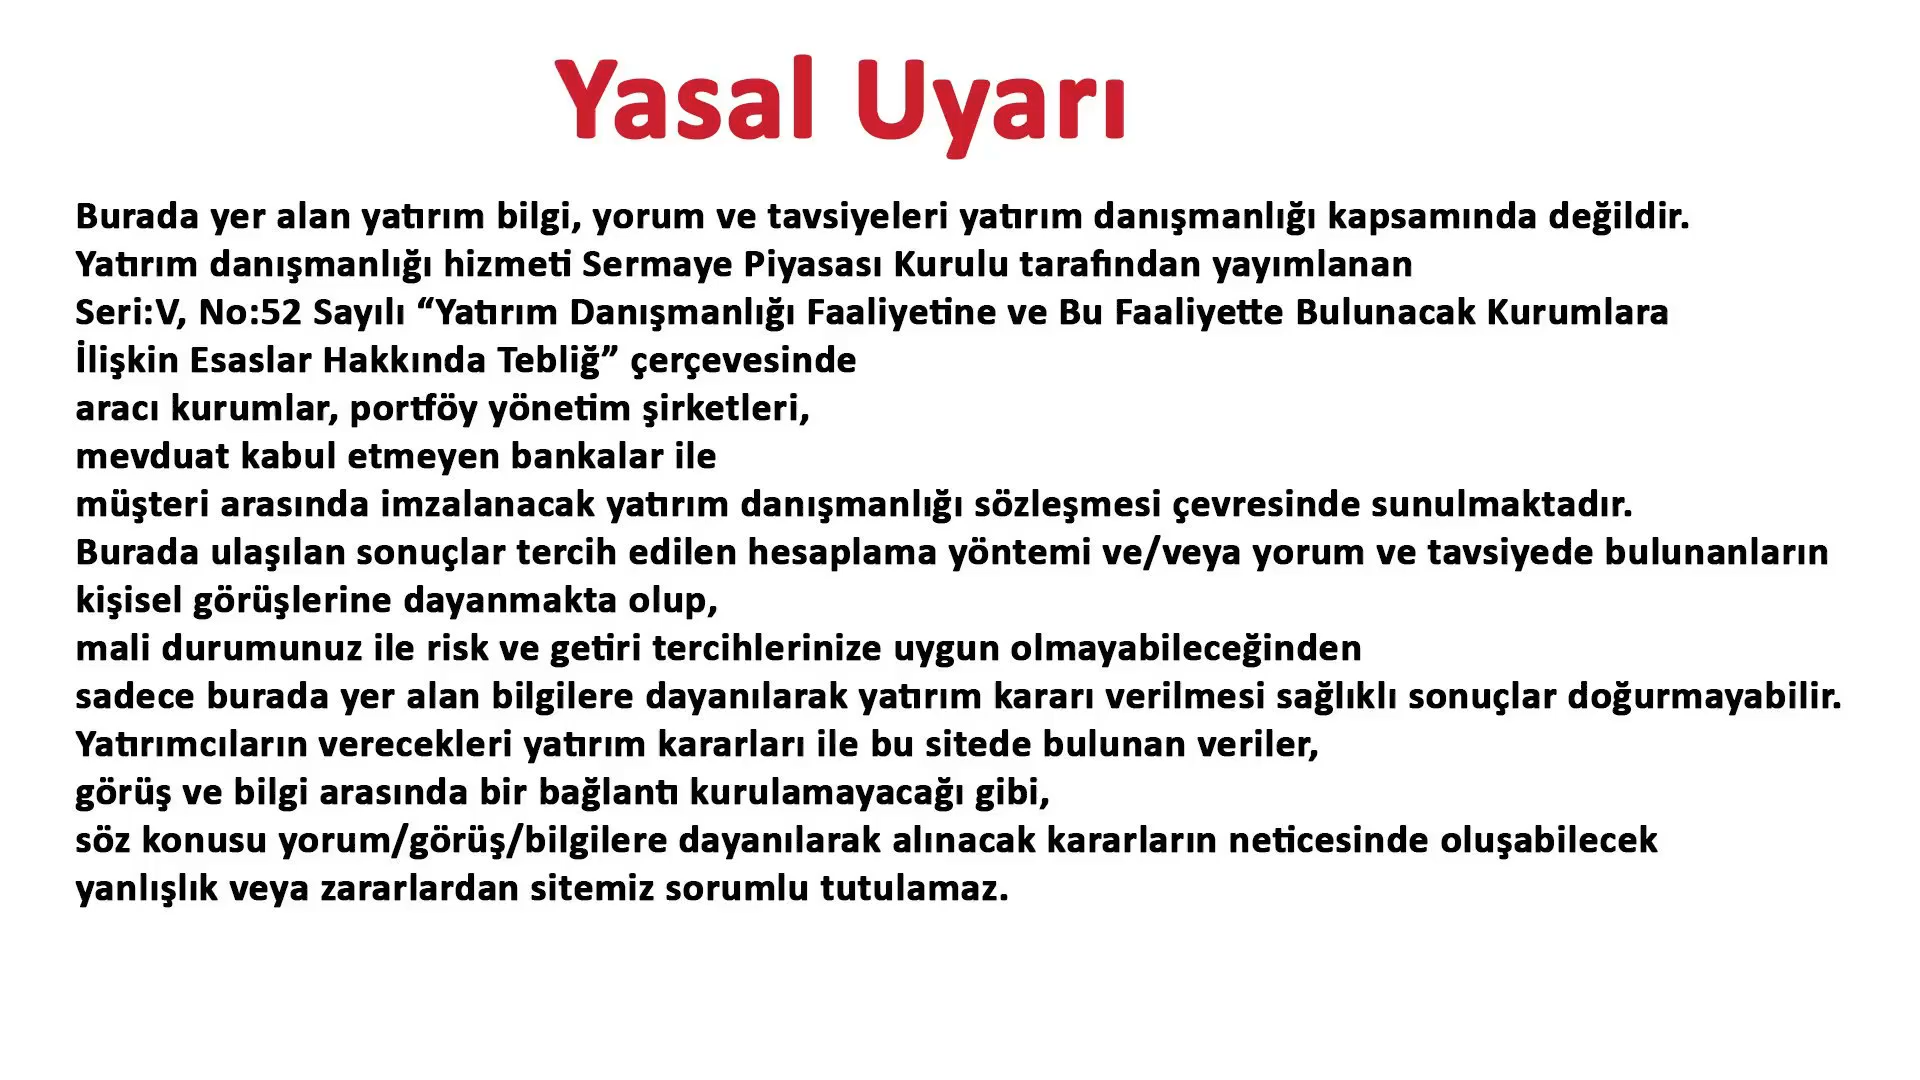 Yasal Uyarı
Burada yer alan yatırım bilgi, yorum ve tavsiyeleri yatırım danışmanlığı kapsamında değildir.
Yatırım danışmanlığı hizmeti Sermaye Piyasası Kurulu tarafından yayımlanan
Seri:V, No:52 Sayılı “Yatırım Danışmanlığı Faaliyetine ve Bu Faaliyette Bulunacak Kurumlara
İlişkin Esaslar Hakkında Tebliğ” çerçevesinde
aracı kurumlar, portföy yönetim şirketleri,
mevduat kabul etmeyen bankalar ile
müşteri arasında imzalanacak yatırım danışmanlığı sözleşmesi çevresinde sunulmaktadır.
Burada ulaşılan sonuçlar tercih edilen hesaplama yöntemi ve/veya yorum ve tavsiyede bulunanların
kişisel görüşlerine dayanmakta olup,
mali durumunuz ile risk ve getiri tercihlerinize uygun olmayabileceğinden
sadece burada yer alan bilgilere dayanılarak yatırım kararı verilmesi sağlıklı sonuçlar doğurmayabilir.
Yatırımcıların verecekleri yatırım kararları ile bu sitede bulunan veriler,
görüş ve bilgi arasında bir bağlantı kurulamayacağı gibi,
söz konusu yorum/görüş/bilgilere dayanılarak alınacak kararların neticesinde oluşabilecek
yanlışlık veya zararlardan sitemiz sorumlu tutulamaz.